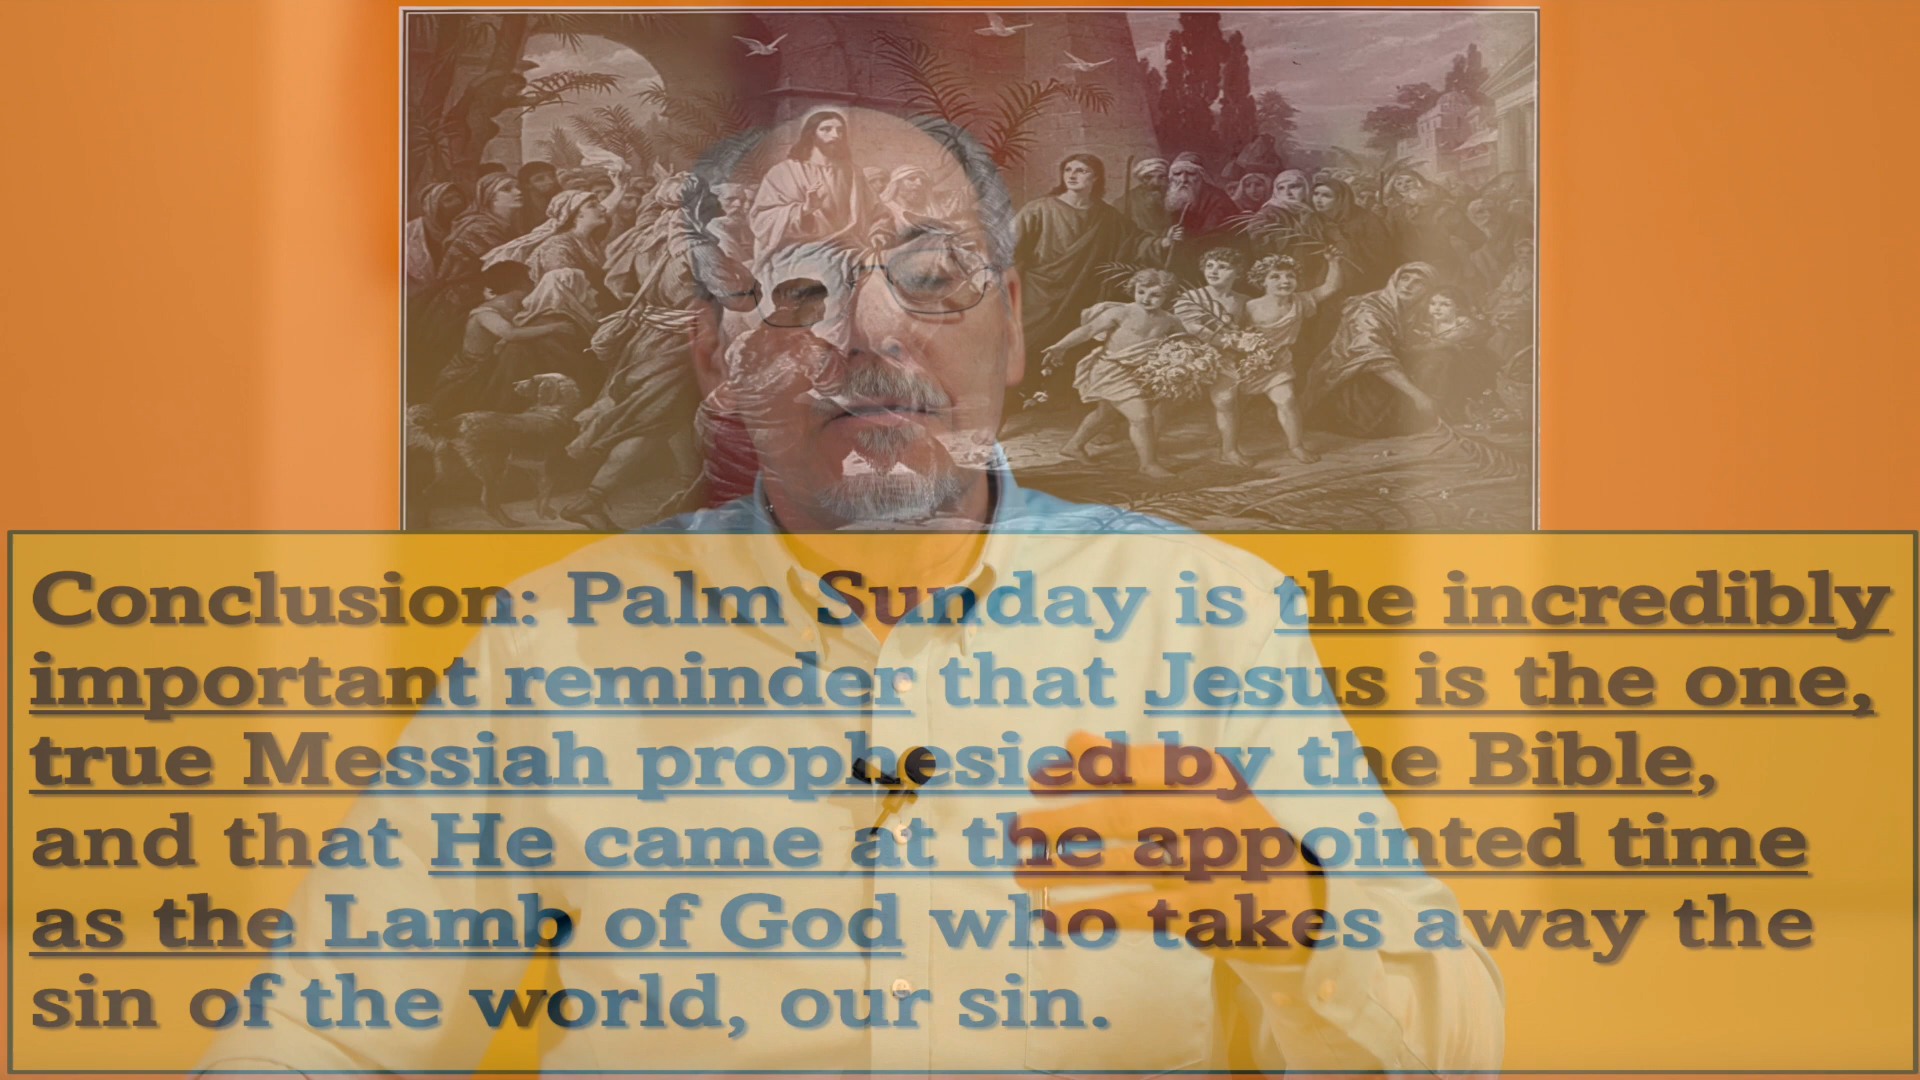 Conclusion: Palm Sunday is the incredibly
important reminder that Jesus is the one,
true Messiah prophesied by the Bible,
and that He came at the appointed time
as the Lamb of God who takes away the
sin of the world, our sin.